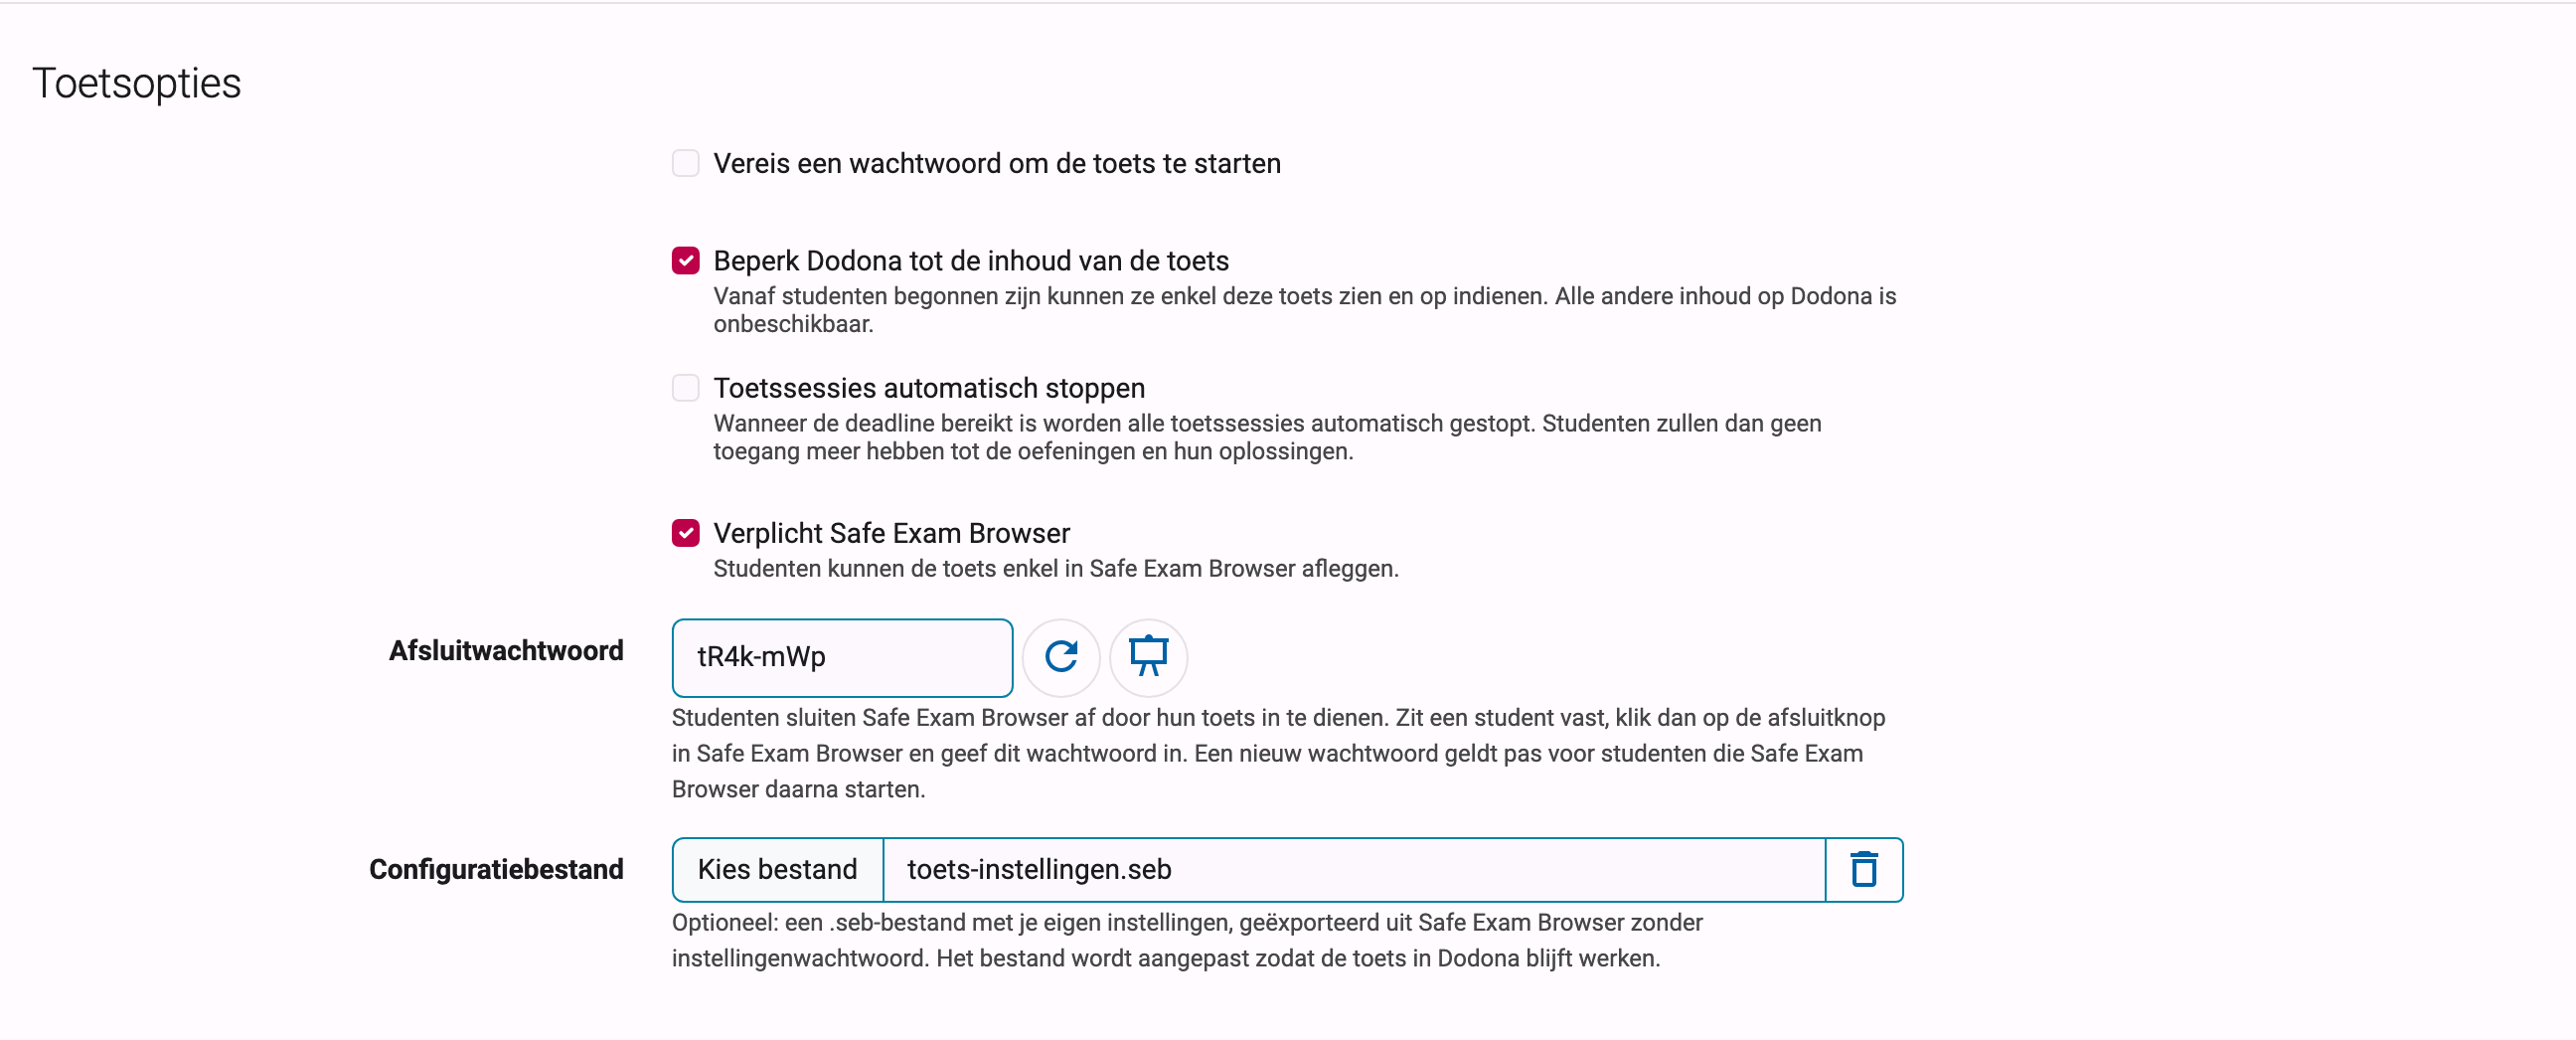 Toetsopties
Vereis een wachtwoord om de toets te starten
Beperk Dodona tot de inhoud van de toets
Vanaf studenten begonnen zijn kunnen ze enkel deze toets zien en op indienen. Alle andere inhoud op Dodona is
onbeschikbaar.
Toetssessies automatisch stoppen
Wanneer de deadline bereikt is worden alle toetssessies automatisch gestopt. Studenten zullen dan geen
toegang meer hebben tot de oefeningen en hun oplossingen.
Verplicht Safe Exam Browser
Studenten kunnen de toets enkel in Safe Exam Browser afleggen.
Afsluitwachtwoord tR4k-mWp
Studenten sluiten Safe Exam Browser af door hun toets in te dienen. Zit een student vast, klik dan op de afsluitknop
in Safe Exam Browser en geef dit wachtwoord in. Een nieuw wachtwoord geldt pas voor studenten die Safe Exam
Browser daarna starten.
Configuratiebestand Kies bestand toets-instellingen.seb
Optioneel: een .seb-bestand met je eigen instellingen, geëxporteerd uit Safe Exam Browser zonder
instellingenwachtwoord. Het bestand wordt aangepast zodat de toets in Dodona blijft werken.